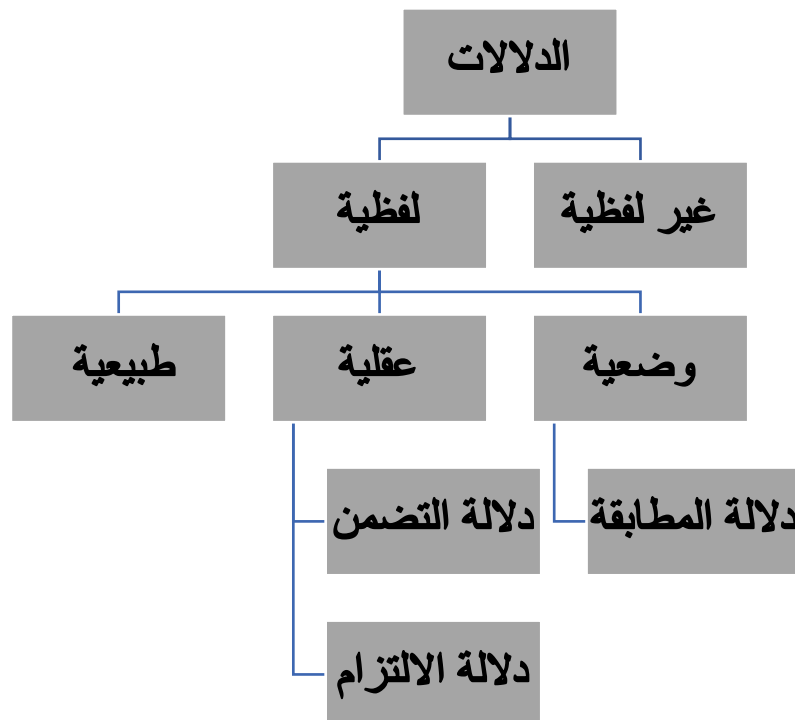 الدلالات
غير لفظية
لفظية
وضعية
عقلية
طبيعية
دلالة المطابقة
دلالة التضمن
دلالة الالتزام